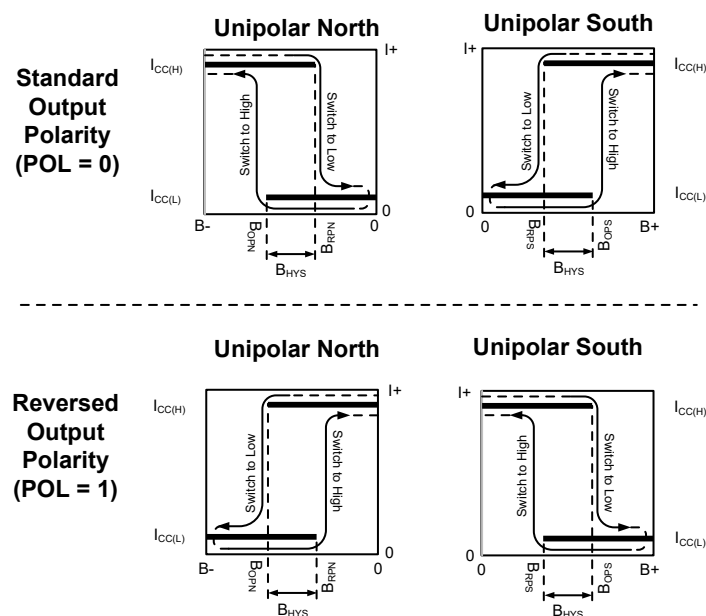 Unipolar North
Unipolar South
Standard
Output
Polarity
(POL = 0)
I+
I+
ICC(H)
ICC(H)
Switch to High
Switch to Low
Switch to Low
Switch to High
ICC(L)
ICC(L)
0
B-
BOPN
BRPN
0
0
BRPS
BOPS
B+
BHYS
BHYS
Unipolar North
Unipolar South
Reversed
Output
Polarity
(POL = 1)
I+
ICC(H)
ICC(H)
Switch to Low
Switch to High
Switch to High
Switch to Low
ICC(L)
ICC(L)
0
B-
BOPN
BRPN
0
0
BRPS
BOPS
B+
BHYS
BHYS